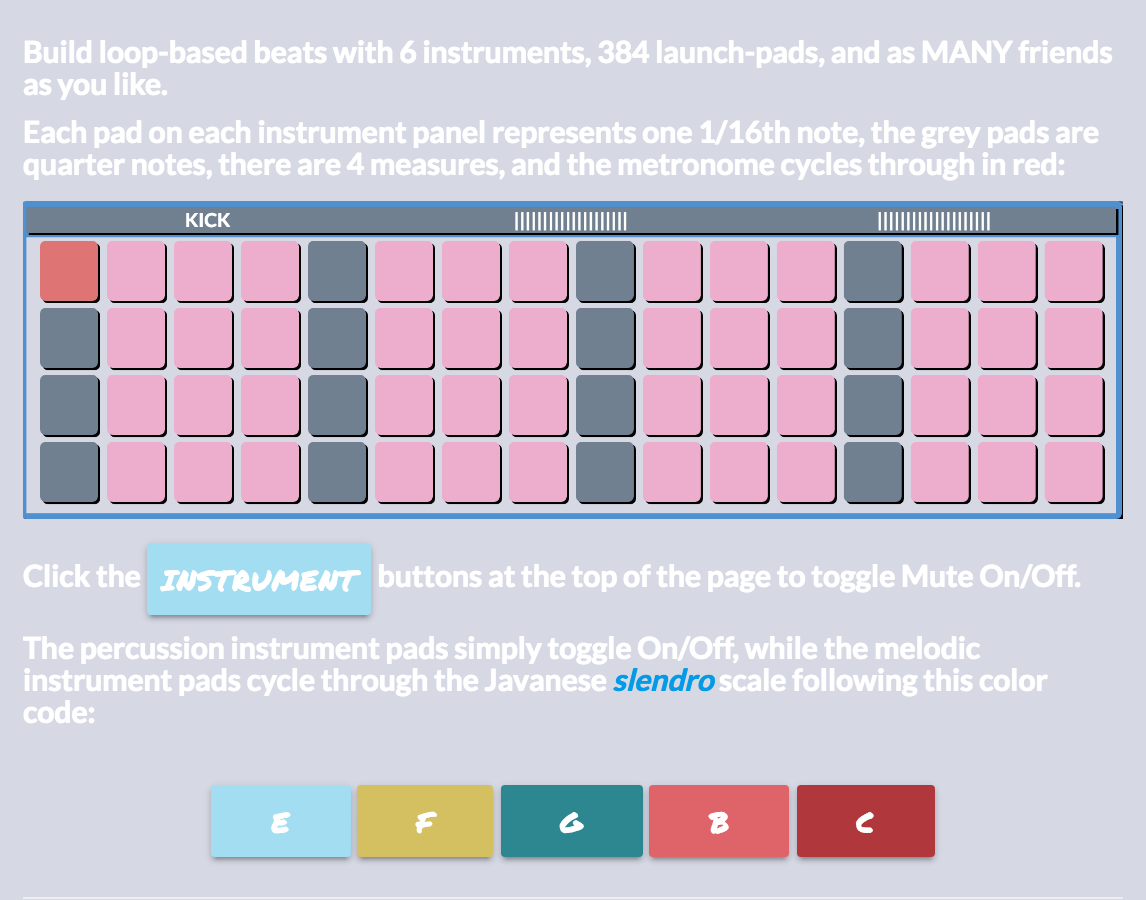 Build loop-based beats with 6 instruments, 384 launch-pads, and as MANY friends
as you like.
Each pad on each instrument panel represents one 1/16th note, the grey pads are
quarter notes, there are 4 measures, and the metronome cycles through in red:
KICK |||||||||||||||||||| ||||||||||||||||||||
Click the INSTRUMENT buttons at the top of the page to toggle Mute On/Off.
The percussion instrument pads simply toggle On/Off, while the melodic
instrument pads cycle through the Javanese slendro scale following this color
code:
E F G B C